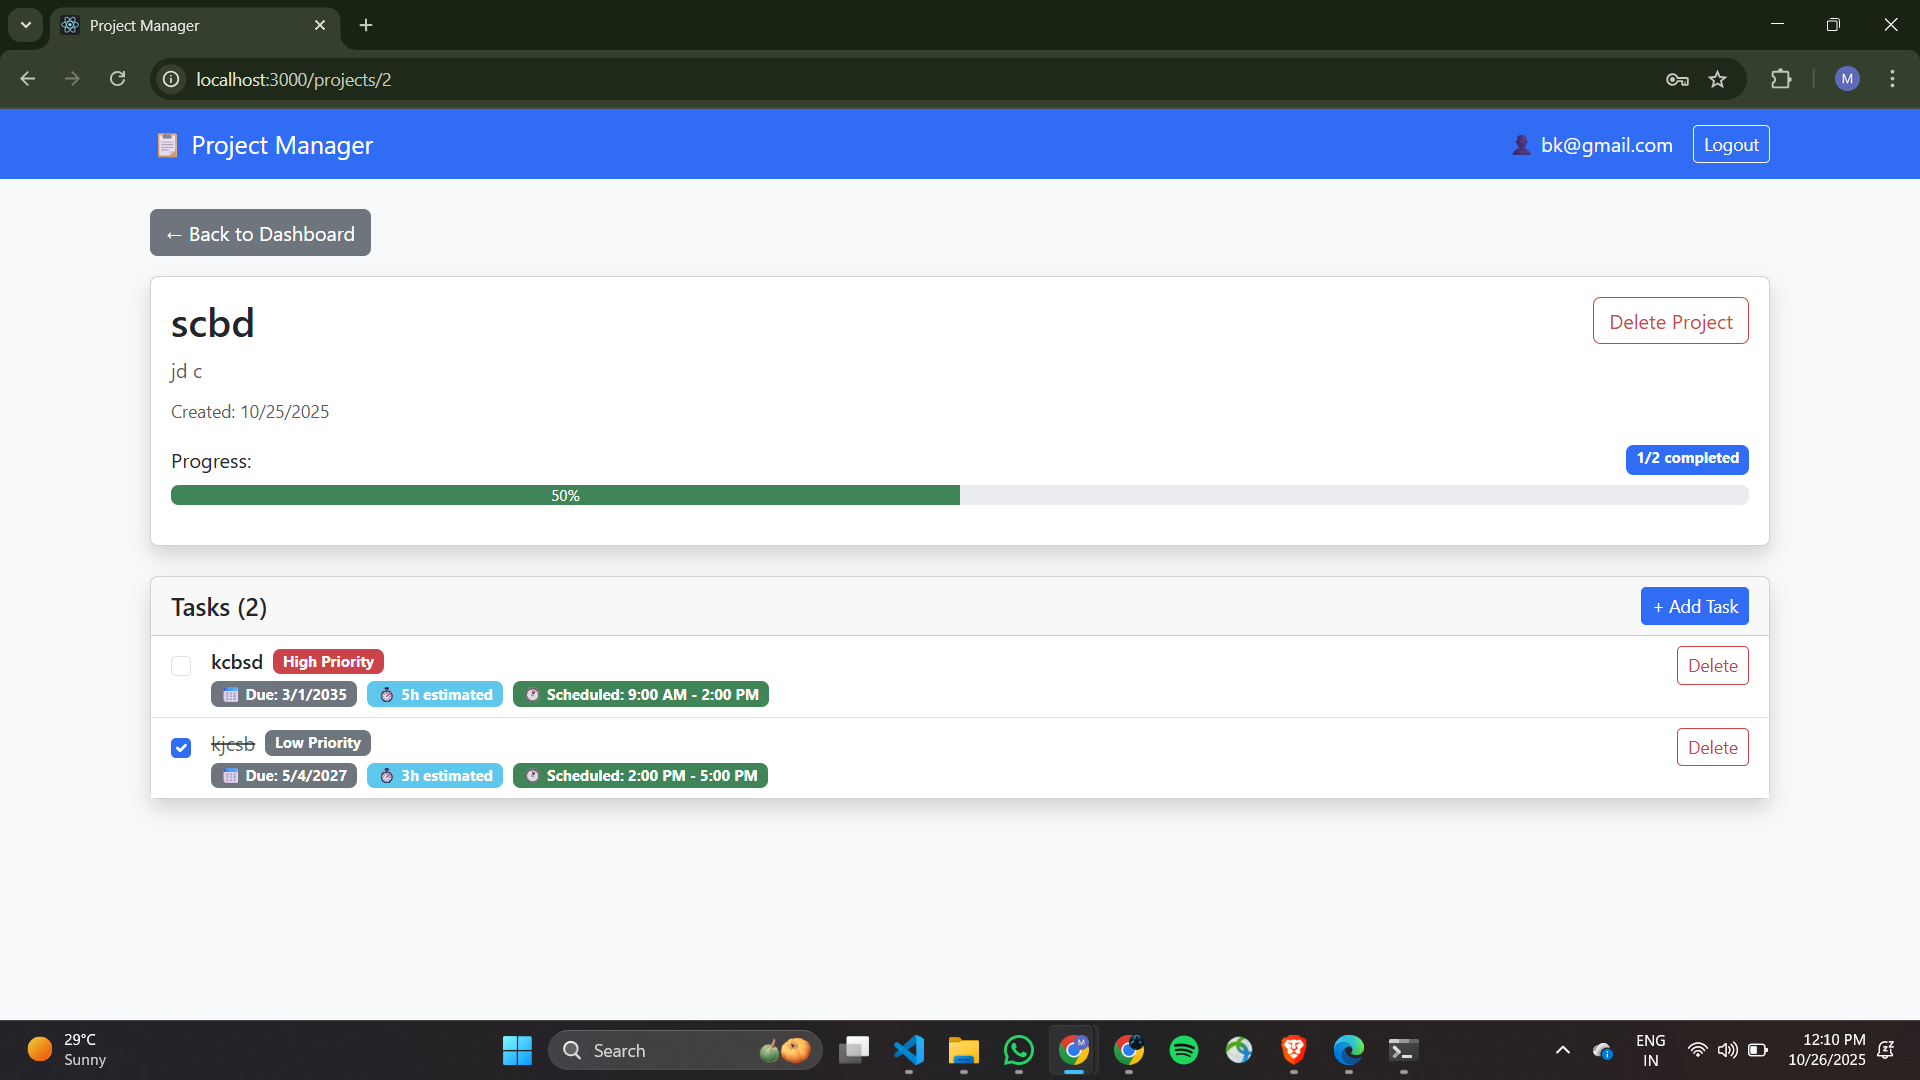 Project Manager
localhost:3000/projects/2
M
Project Manager
bk@gmail.com
Logout
← Back to Dashboard
scbd
Delete Project
jd c
Created: 10/25/2025
Progress:
1/2 completed
50%
Tasks (2)
+ Add Task
kcbsd High Priority
Delete
Due: 3/1/2035 5h estimated Scheduled: 9:00 AM - 2:00 PM
kjcsb Low Priority
Delete
Due: 5/4/2027 3h estimated Scheduled: 2:00 PM - 5:00 PM
29°C
Sunny
Search
M
ENG
IN
12:10 PM
10/26/2025